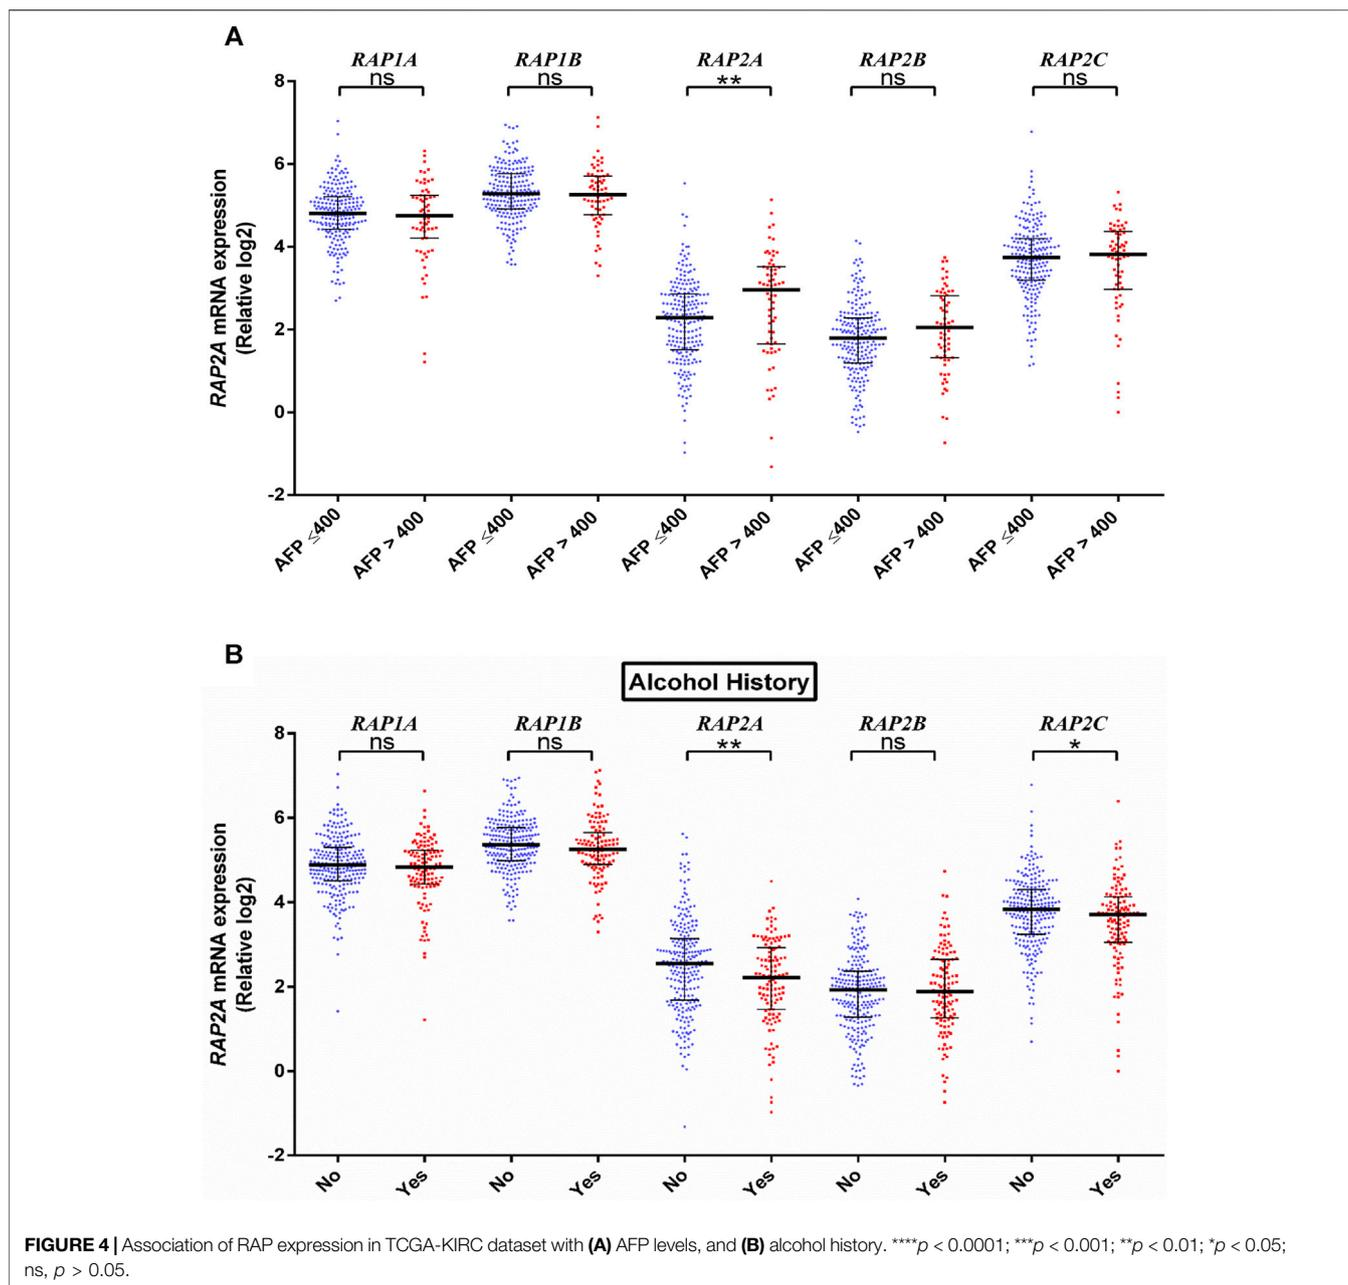 A
RAP1A RAP1B RAP2A RAP2B RAP2C
ns ns ** ns ns
8
6
4
2
0
-2
RAP2A mRNA expression
(Relative log2)
AFP ≤400 AFP > 400 AFP ≤400 AFP > 400 AFP ≤400 AFP > 400 AFP ≤400 AFP > 400 AFP ≤400 AFP > 400
B
Alcohol History
RAP1A RAP1B RAP2A RAP2B RAP2C
ns ns ** ns *
8
6
4
2
0
-2
RAP2A mRNA expression
(Relative log2)
No Yes No Yes No Yes No Yes No Yes
FIGURE 4 | Association of RAP expression in TCGA-KIRC dataset with (A) AFP levels, and (B) alcohol history. ****p < 0.0001; ***p < 0.001; **p < 0.01; *p < 0.05;
ns, p > 0.05.